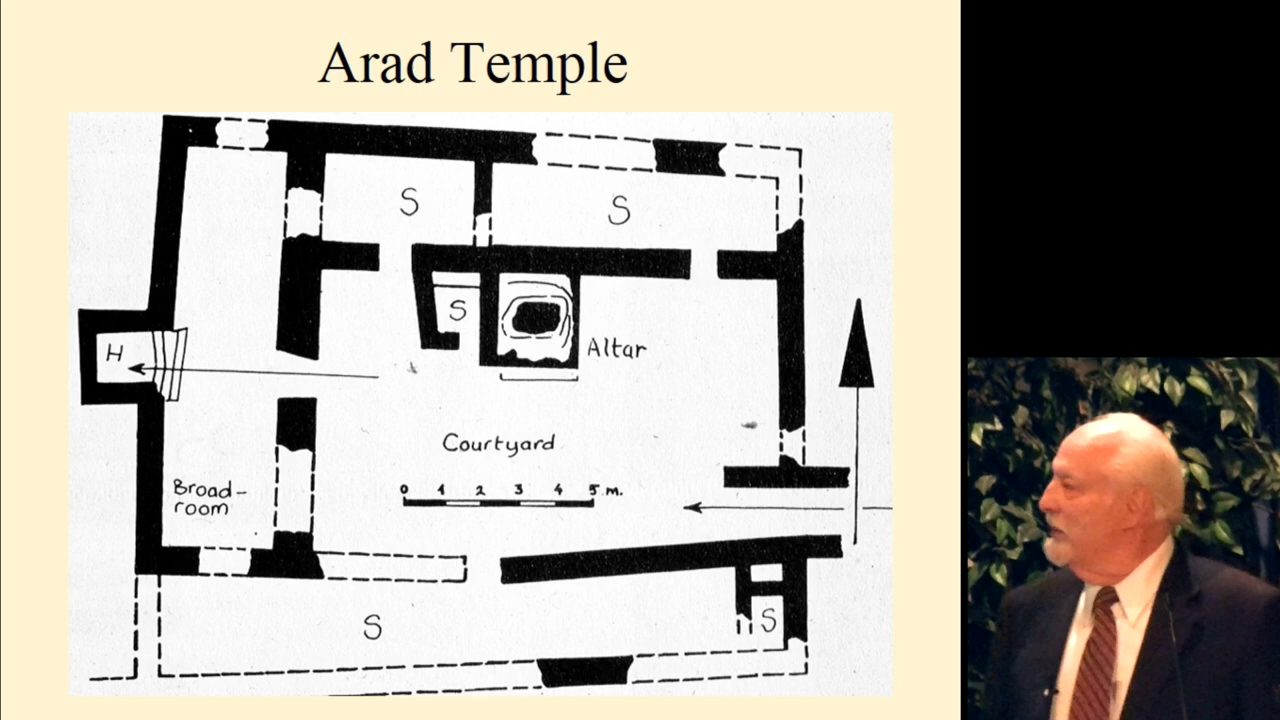 Arad Temple
S
S
S
H
Altar
Courtyard
0 1 2 3 4 5 m.
Broad-
room
S
S